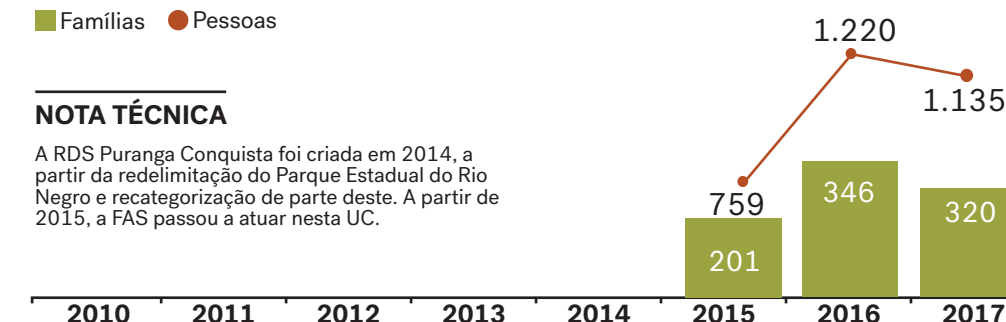 Famílias Pessoas
1.220
1.135
NOTA TÉCNICA
A RDS Puranga Conquista foi criada em 2014, a
partir da redelimitação do Parque Estadual do Rio
Negro e recategorização de parte deste. A partir de
2015, a FAS passou a atuar nesta UC.
759
346
320
201
2010 2011 2012 2013 2014 2015 2016 2017